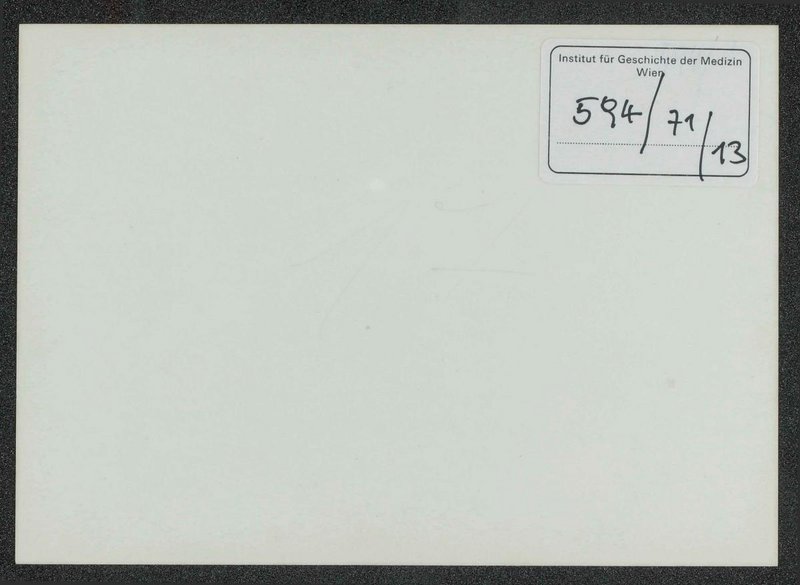 Institut für Geschichte der Medizin
Wien
594/71/13